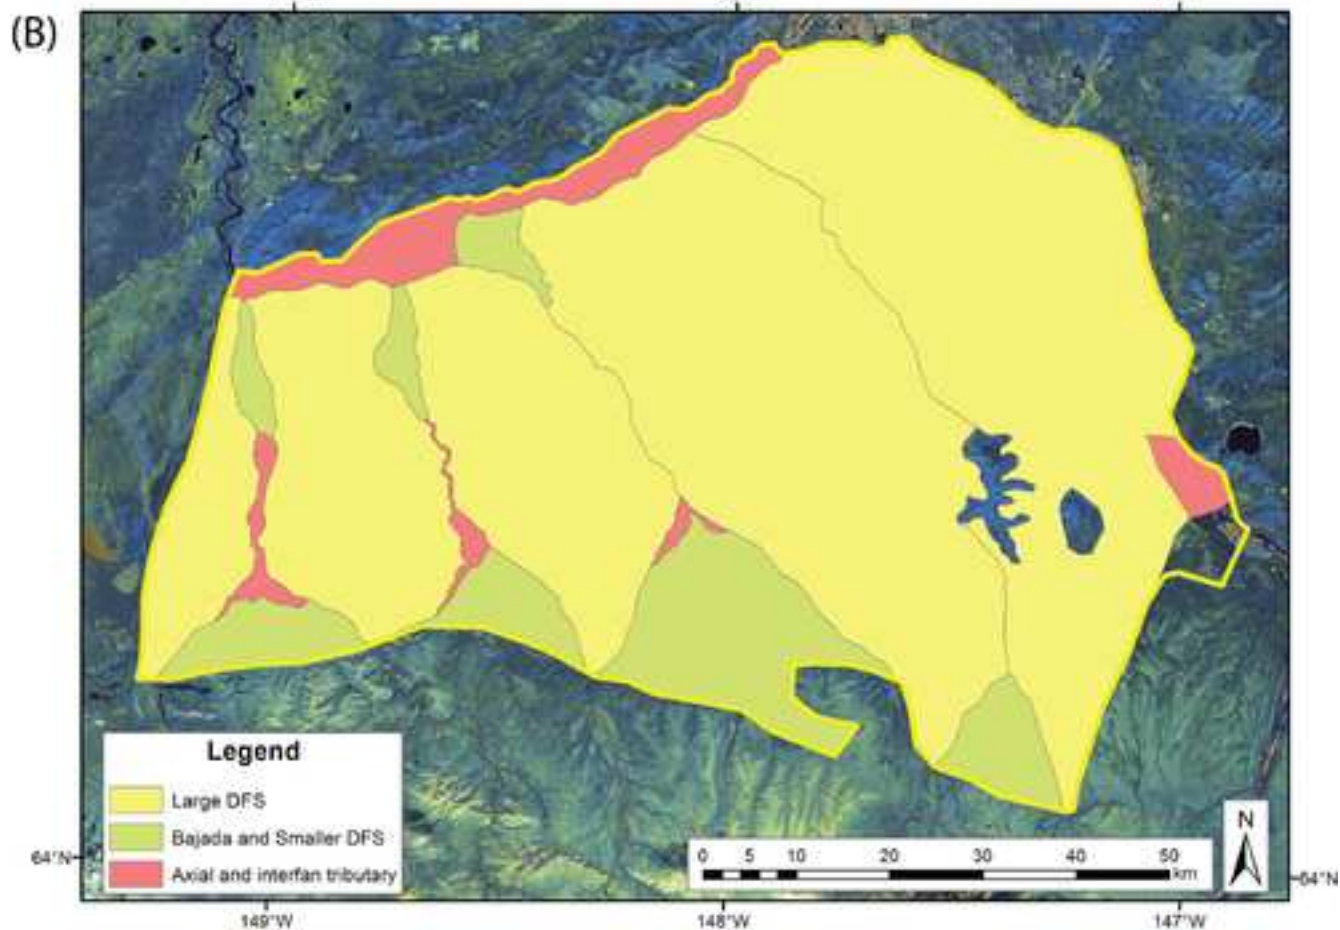 (B)
Legend
Large DFS
Bajada and Smaller DFS
Axial and interfan tributary
0 5 10 20 30 40 50
km
N
64°N
64°N
149°W 148°W 147°W